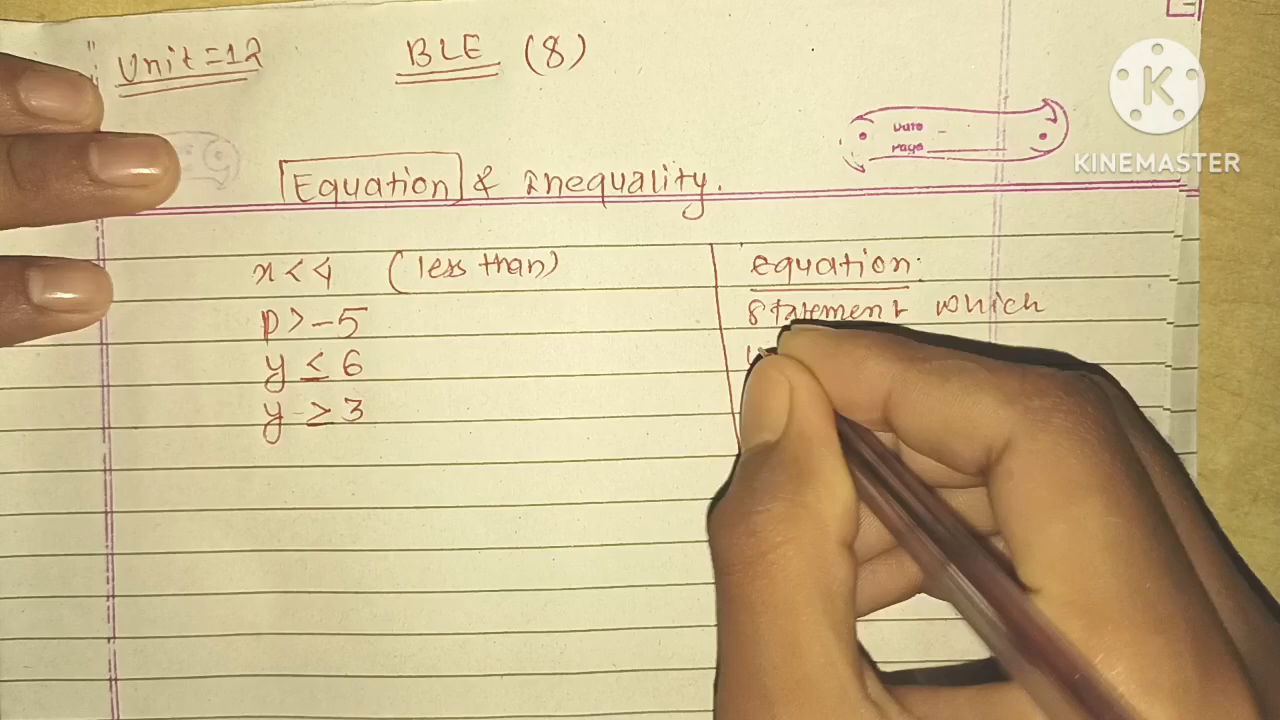 Unit=12
BLE (8)
Date
Page
K
KINEMASTER
Equation & Inequality.
x < 4 (less than)
p > -5
y ≤ 6
y ≥ 3
equation.
statement which